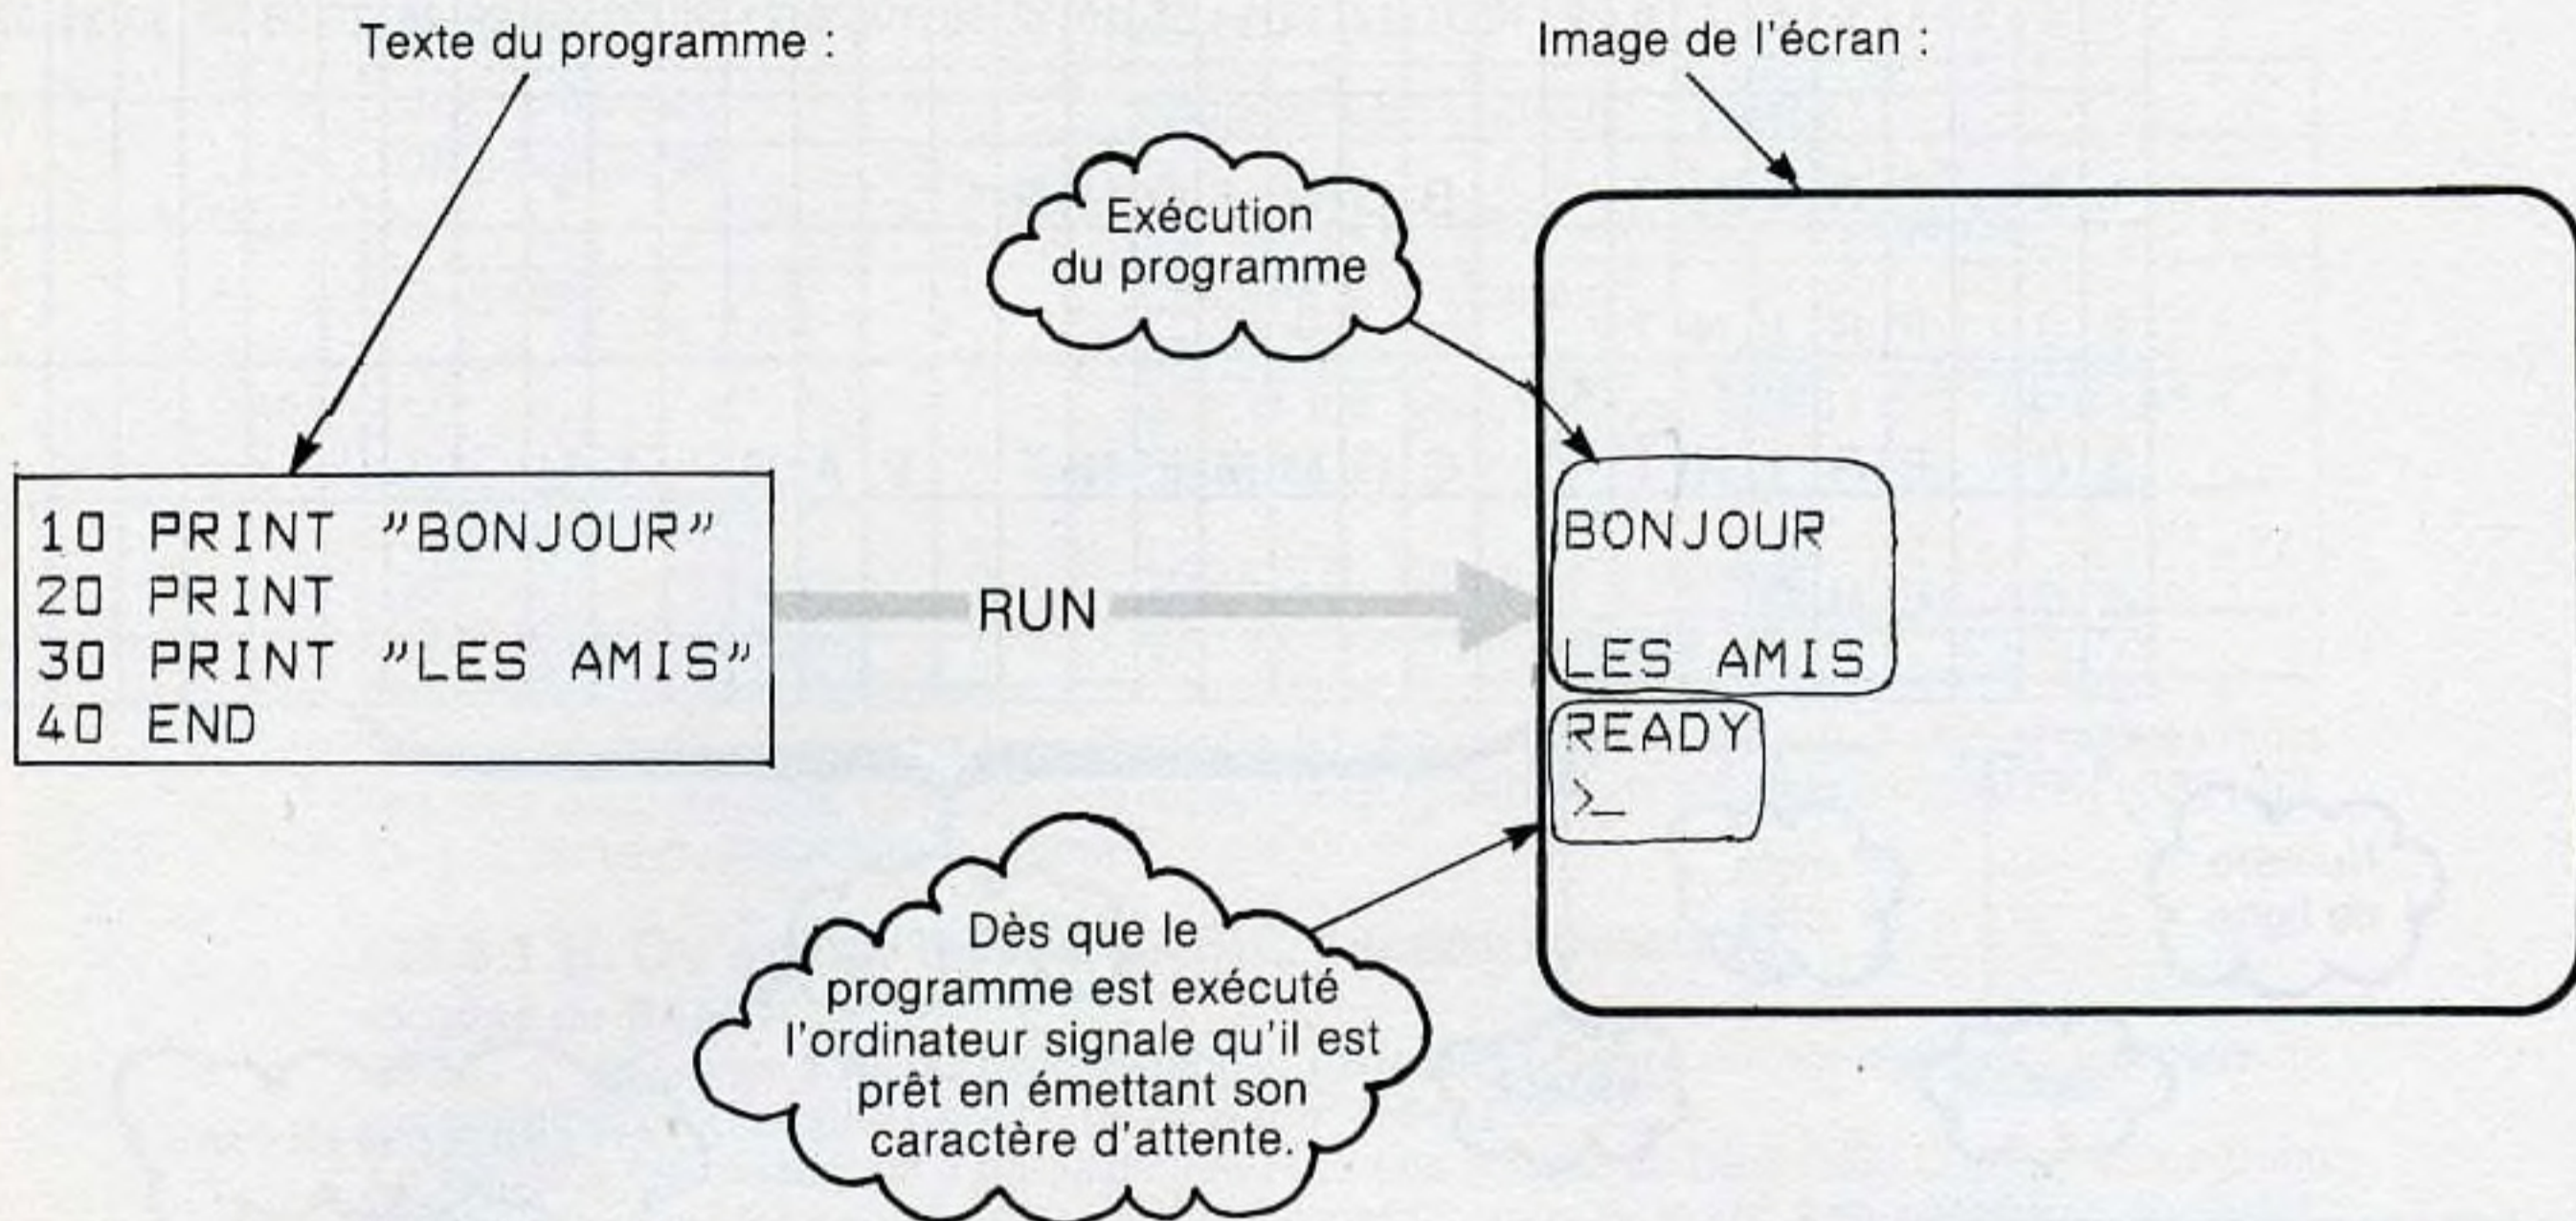 Texte du programme :
Image de l'écran :
Exécution
du programme
10 PRINT "BONJOUR"
20 PRINT
30 PRINT "LES AMIS"
40 END
RUN
BONJOUR
LES AMIS
READY
>_
Dès que le
programme est exécuté
l'ordinateur signale qu'il est
prêt en émettant son
caractère d'attente.